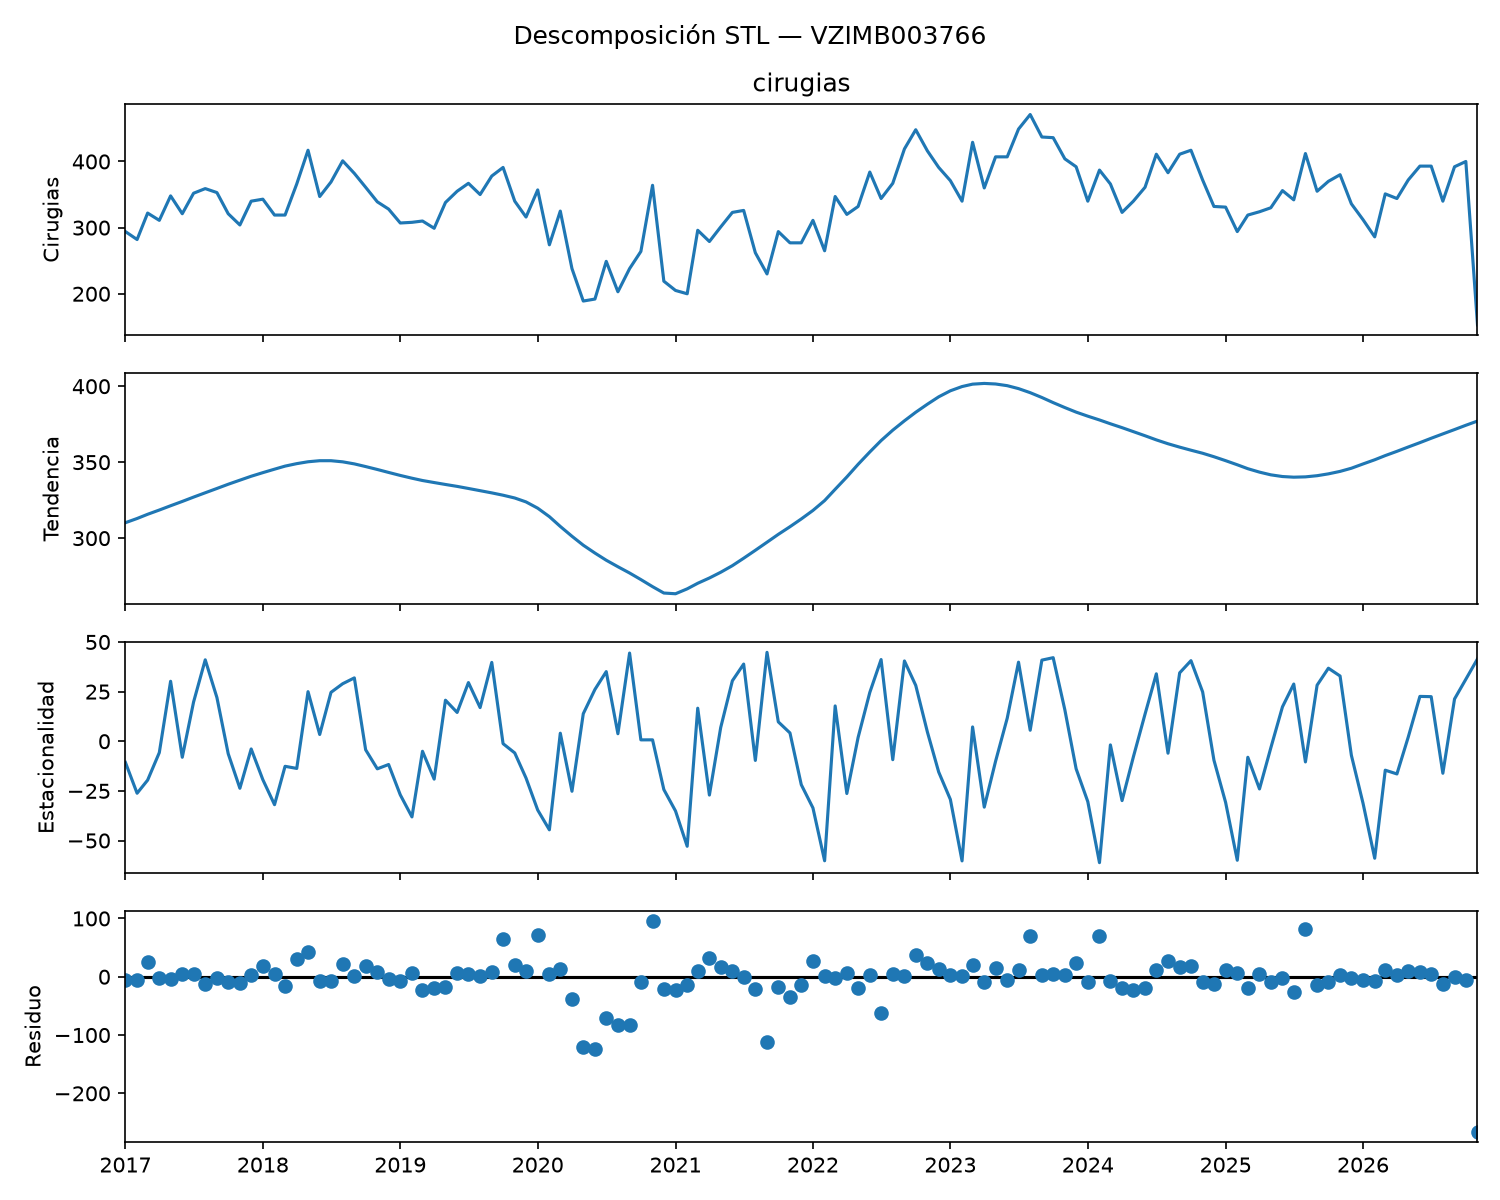 Descomposición STL — VZIMB003766
cirugias
Cirugias
400
300
200
Tendencia
400
350
300
Estacionalidad
50
25
0
−25
−50
Residuo
100
0
−100
−200
2017 2018 2019 2020 2021 2022 2023 2024 2025 2026